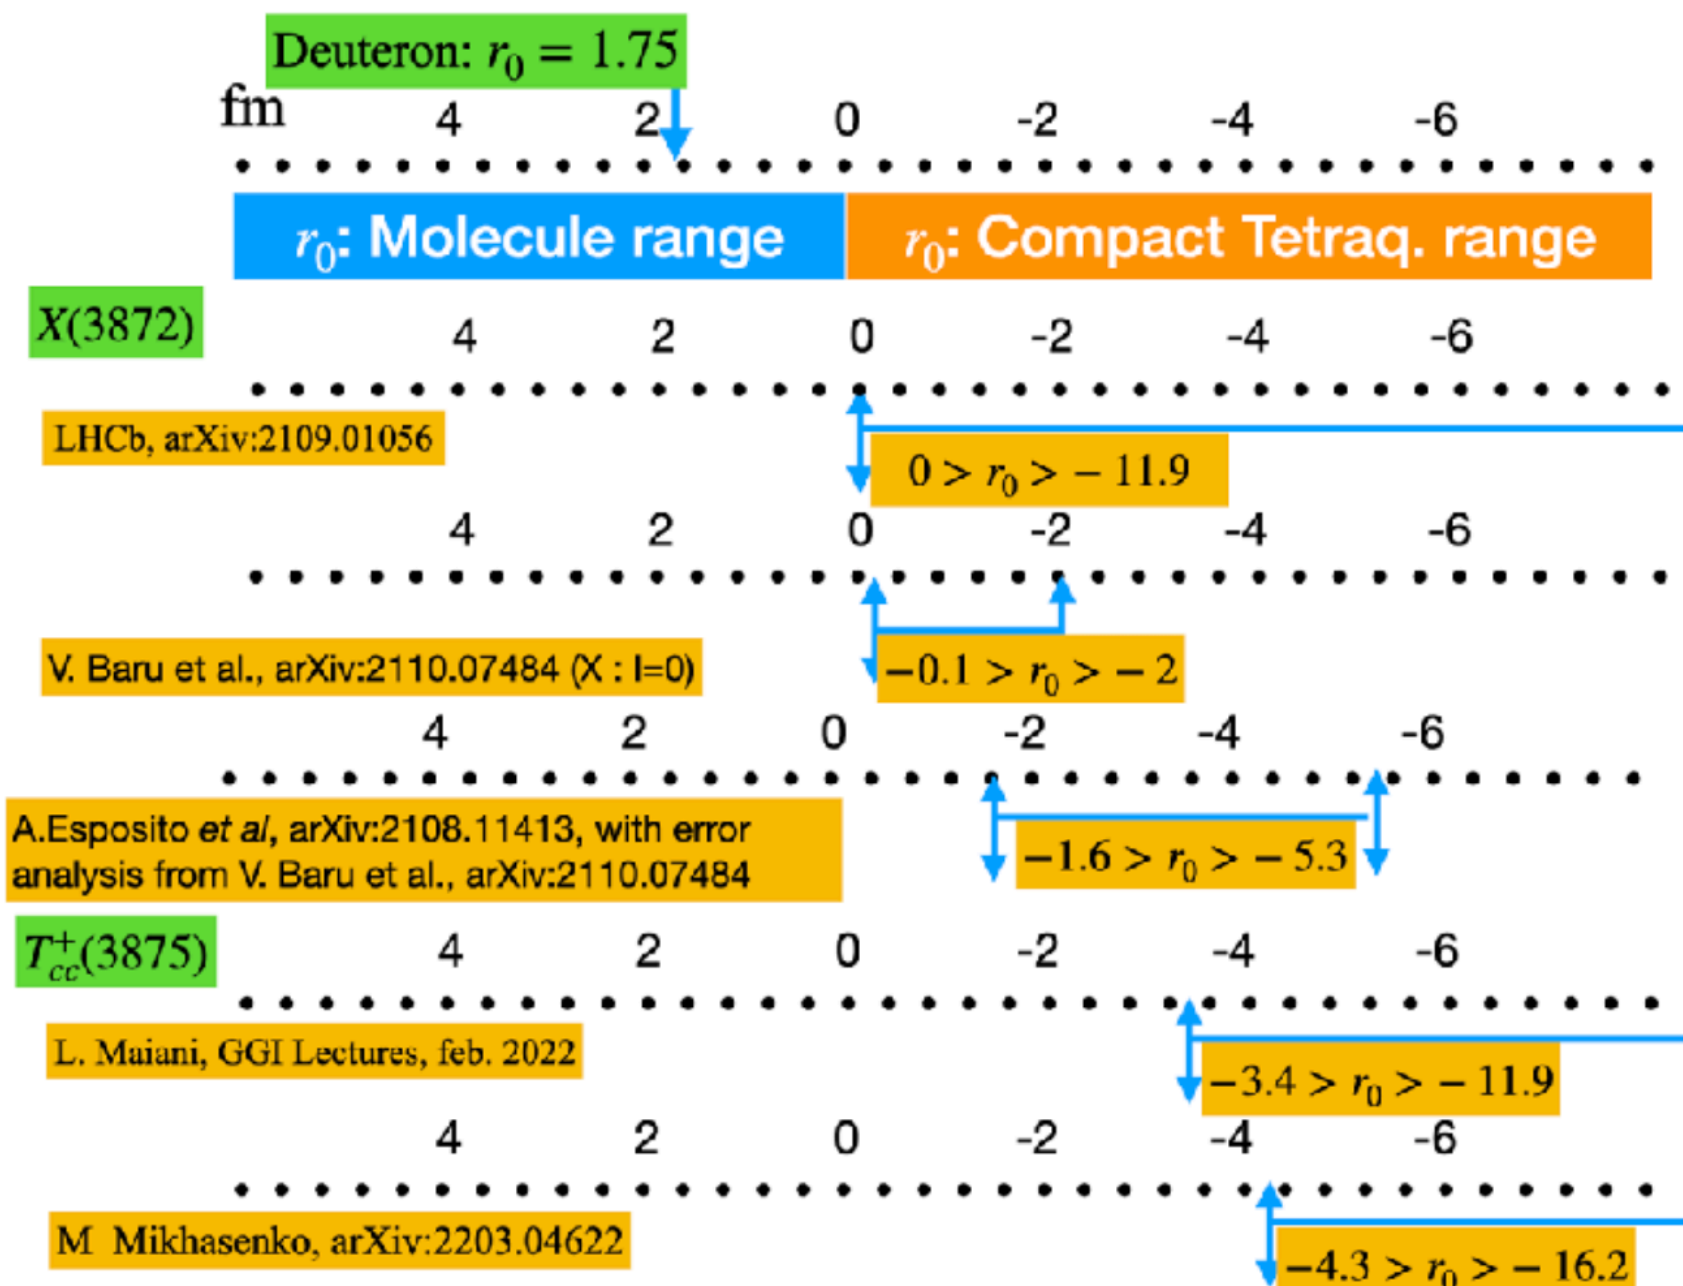 Deuteron: r₀ = 1.75
fm 4 2 0 -2 -4 -6
r₀: Molecule range r₀: Compact Tetraq. range
X(3872)
4 2 0 -2 -4 -6
LHCb, arXiv:2109.01056
0 > r₀ > − 11.9
4 2 0 -2 -4 -6
V. Baru et al., arXiv:2110.07484 (X : I=0)
−0.1 > r₀ > − 2
4 2 0 -2 -4 -6
A.Esposito et al, arXiv:2108.11413, with error
analysis from V. Baru et al., arXiv:2110.07484
−1.6 > r₀ > − 5.3
T⁺cc(3875)
4 2 0 -2 -4 -6
L. Maiani, GGI Lectures, feb. 2022
−3.4 > r₀ > − 11.9
4 2 0 -2 -4 -6
M Mikhasenko, arXiv:2203.04622
−4.3 > r₀ > − 16.2